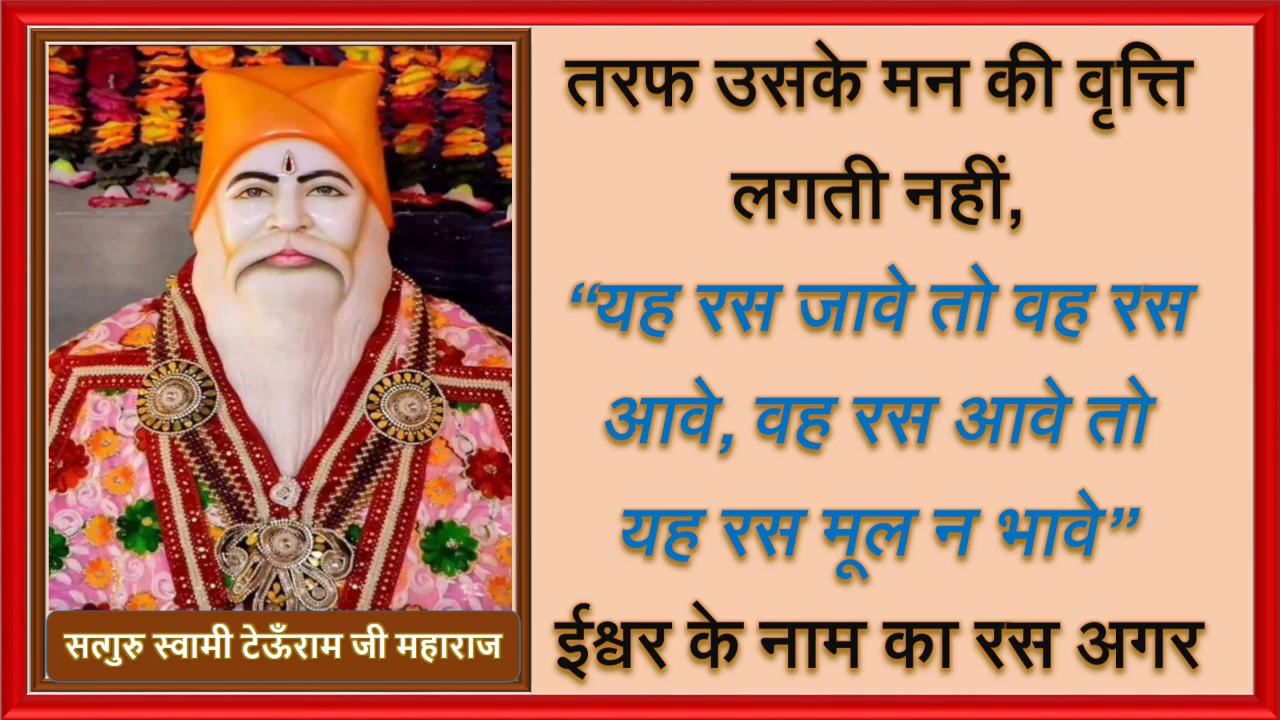 तरफ उसके मन की वृत्ति
लगती नहीं,
“यह रस जावे तो वह रस
आवे, वह रस आवे तो
यह रस मूल न भावे”
ईश्वर के नाम का रस अगर
सत्गुरु स्वामी टेऊँराम जी महाराज